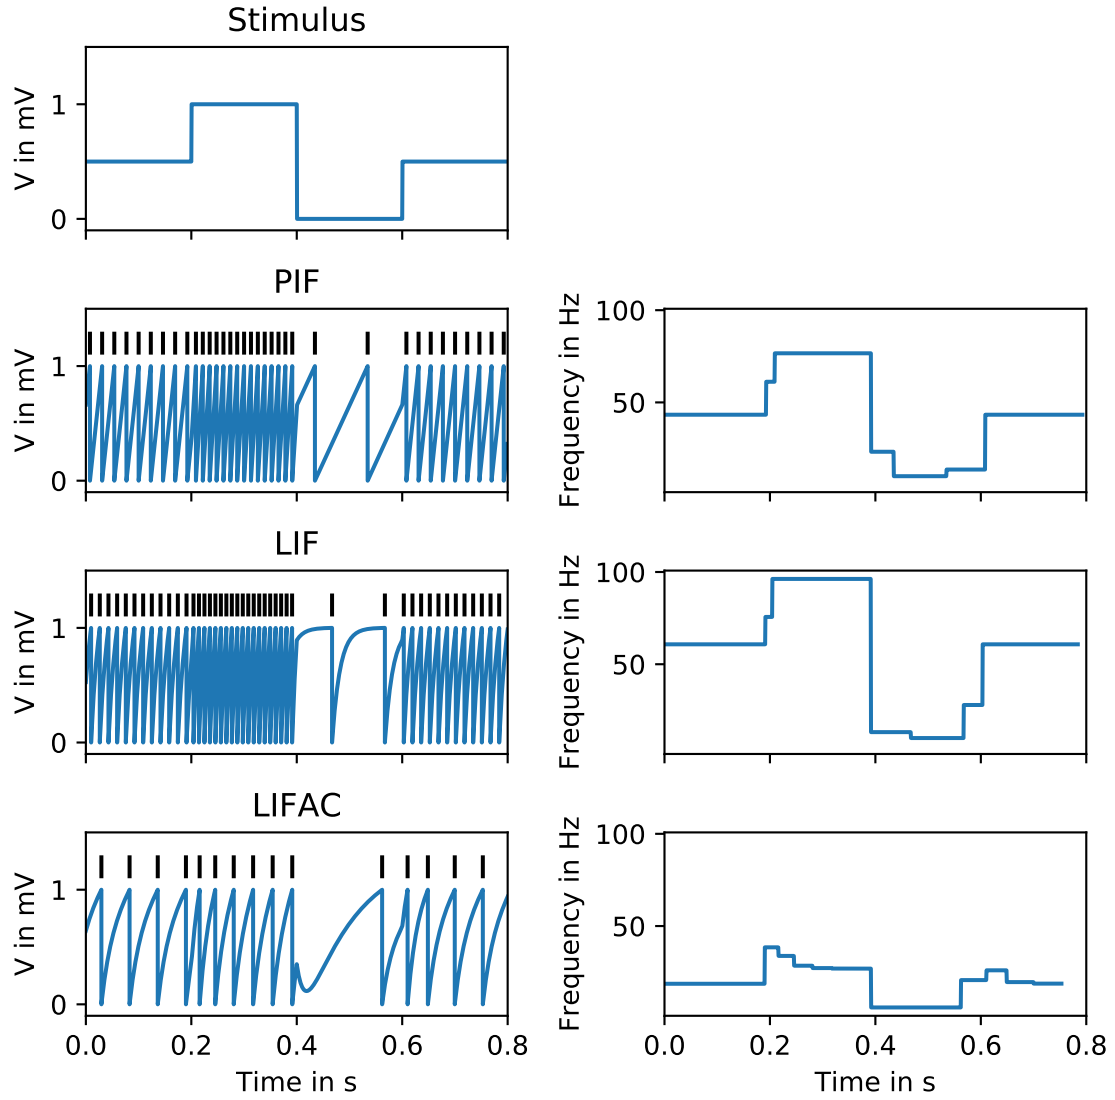 Stimulus
V in mV
1
0
PIF
V in mV
1
0
Frequency in Hz
100
50
LIF
V in mV
1
0
Frequency in Hz
100
50
LIFAC
V in mV
1
0
0.0 0.2 0.4 0.6 0.8
Time in s
Frequency in Hz
100
50
0.0 0.2 0.4 0.6 0.8
Time in s